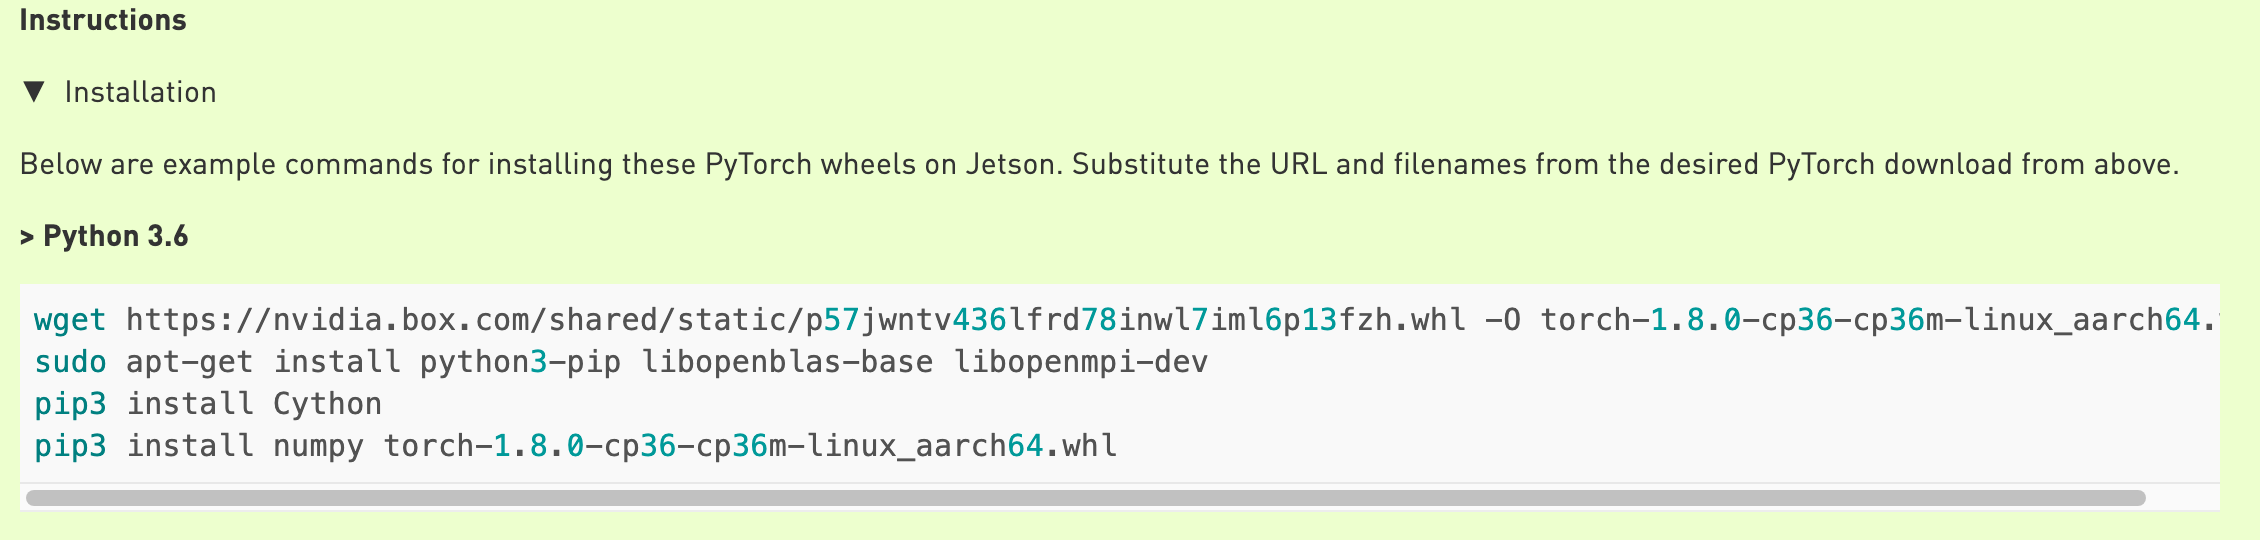 Instructions
▼ Installation
Below are example commands for installing these PyTorch wheels on Jetson. Substitute the URL and filenames from the desired PyTorch download from above.
> Python 3.6
wget https://nvidia.box.com/shared/static/p57jwntv436lfrd78inwl7iml6p13fzh.whl -O torch-1.8.0-cp36-cp36m-linux_aarch64.
sudo apt-get install python3-pip libopenblas-base libopenmpi-dev
pip3 install Cython
pip3 install numpy torch-1.8.0-cp36-cp36m-linux_aarch64.whl